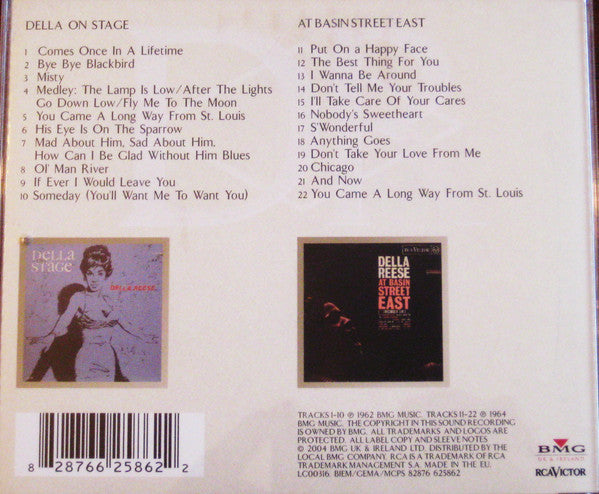 DELLA ON STAGE
1 Comes Once In A Lifetime
2 Bye Bye Blackbird
3 Misty
4 Medley: The Lamp Is Low/After The Lights
Go Down Low/Fly Me To The Moon
5 You Came A Long Way From St. Louis
6 His Eye Is On The Sparrow
7 Mad About Him, Sad About Him,
How Can I Be Glad Without Him Blues
8 Ol' Man River
9 If Ever I Would Leave You
10 Someday (You'll Want Me To Want You)
AT BASIN STREET EAST
11 Put On a Happy Face
12 The Best Thing For You
13 I Wanna Be Around
14 Don't Tell Me Your Troubles
15 I'll Take Care Of Your Cares
16 Nobody's Sweetheart
17 S'Wonderful
18 Anything Goes
19 Don't Take Your Love From Me
20 Chicago
21 And Now
22 You Came A Long Way From St. Louis
DELLA
STAGE
DELLA REESE
RCA VICTOR
DELLA
REESE
AT BASIN
STREET
EAST
8 28766 25862 2
TRACKS 1-10 ℗ 1962 BMG MUSIC. TRACKS 11-22 ℗ 1964
BMG MUSIC. THE COPYRIGHT IN THIS SOUND RECORDING
IS OWNED BY BMG. ALL TRADEMARKS AND LOGOS ARE
PROTECTED. ALL LABEL COPY AND SLEEVE NOTES
© 2004 BMG UK & IRELAND LTD. DISTRIBUTED BY THE
LOCAL BMG COMPANY. RCA IS A TRADEMARK OF RCA
TRADEMARK MANAGEMENT S.A. MADE IN THE EU.
LC00316. BIEM/GEMA/MCPS 82876 625862
BMG
UK & IRELAND
RCA VICTOR